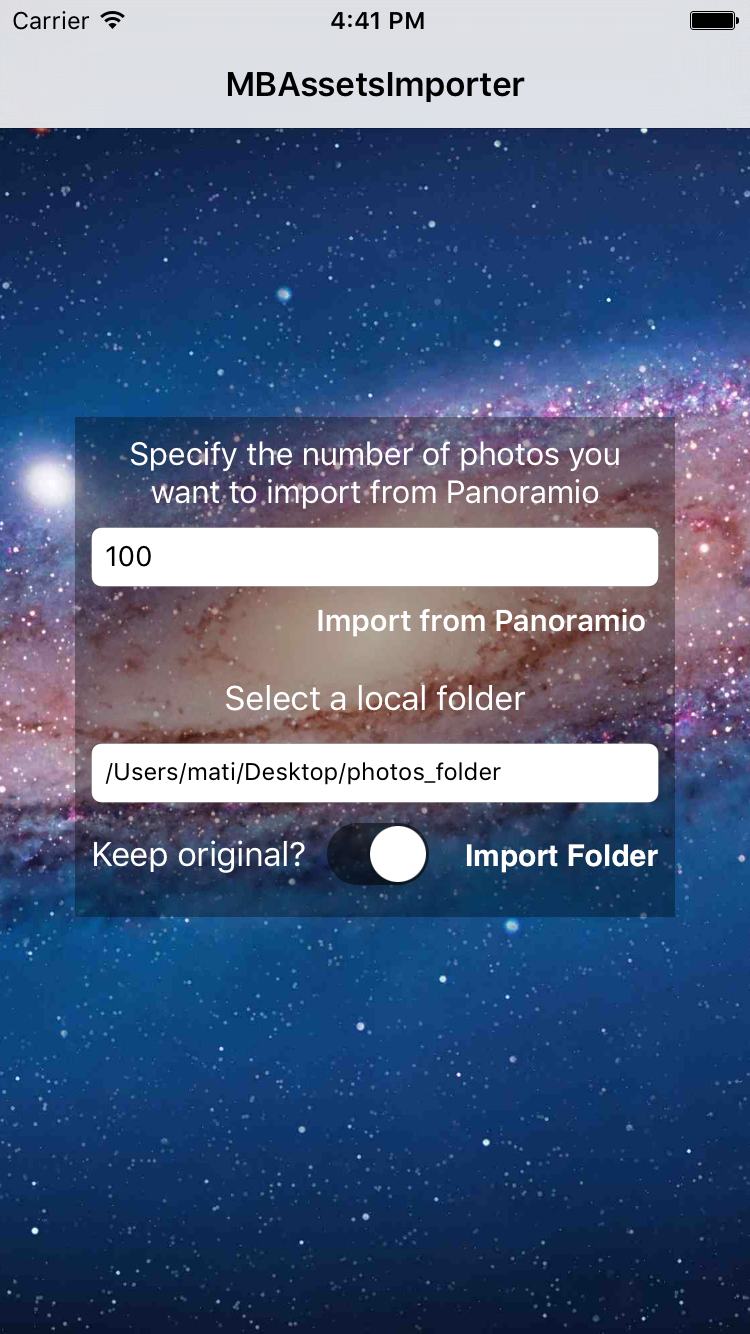 Carrier 4:41 PM
MBAssetsImporter
Specify the number of photos you
want to import from Panoramio
100
Import from Panoramio
Select a local folder
/Users/mati/Desktop/photos_folder
Keep original? Import Folder